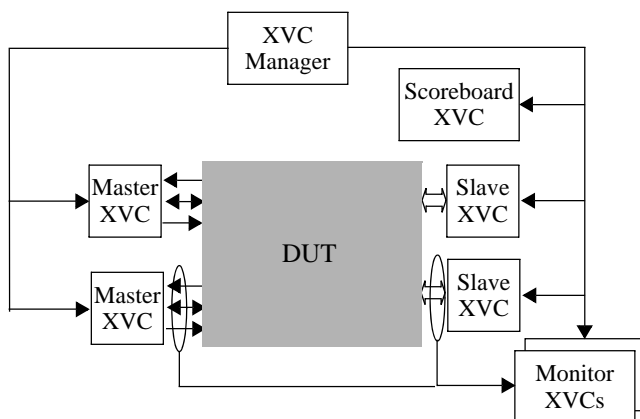 XVC
Manager
Scoreboard
XVC
Master
XVC
Slave
XVC
DUT
Master
XVC
Slave
XVC
Monitor
XVCs